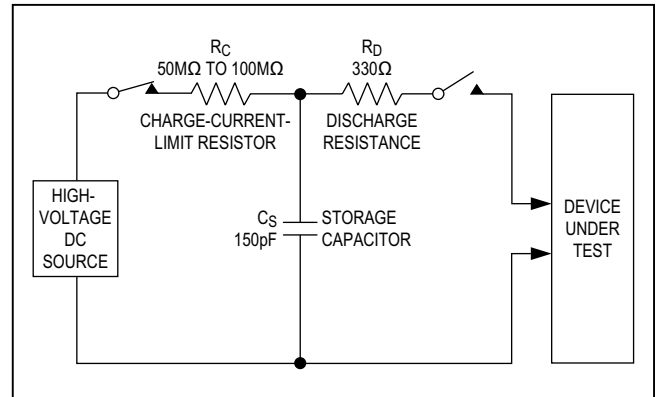 RC
50MΩ TO 100MΩ
CHARGE-CURRENT-
LIMIT RESISTOR
RD
330Ω
DISCHARGE
RESISTANCE
HIGH-
VOLTAGE
DC
SOURCE
CS
150pF
STORAGE
CAPACITOR
DEVICE
UNDER
TEST